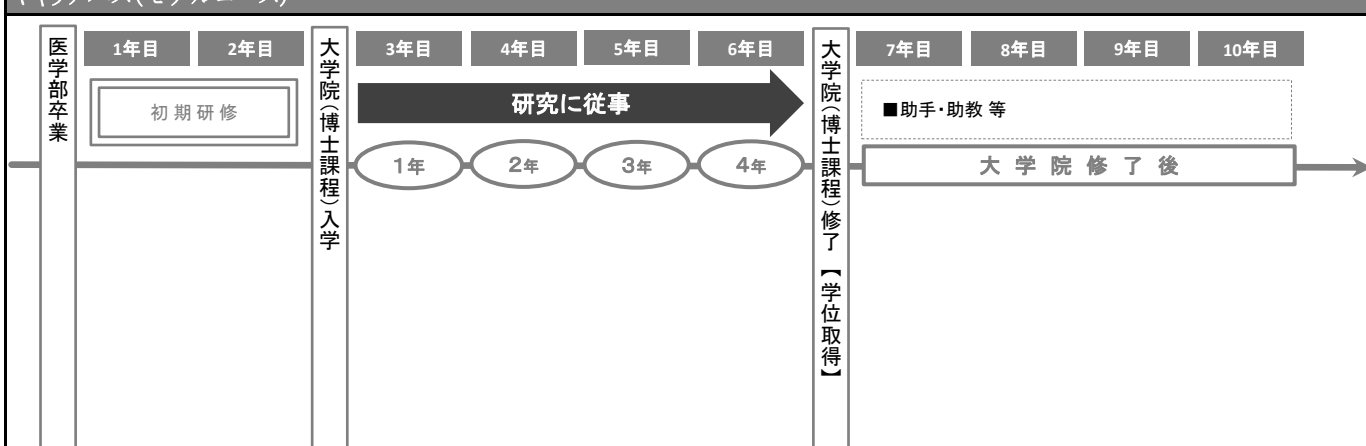 医学部卒業
1年目
2年目
初期研修
大学院（博士課程）入学
3年目
4年目
5年目
6年目
研究に従事
1年
2年
3年
4年
大学院（博士課程）修了 【学位取得】
7年目
8年目
9年目
10年目
■助手・助教 等
大学院修了後